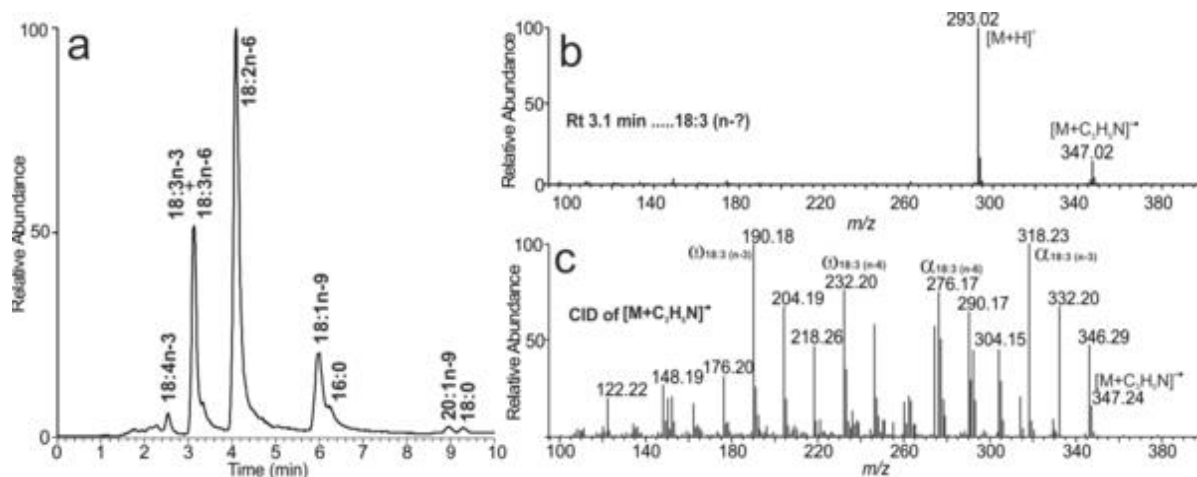 a
Relative Abundance
100
50
0
18:4n-3
18:3n-3
+
18:3n-6
18:2n-6
18:1n-9
16:0
20:1n-9
18:0
0 1 2 3 4 5 6 7 8 9 10
Time (min)
b
Relative Abundance
100
50
0
293.02
[M+H]⁺
Rt 3.1 min .....18:3 (n-?)
347.02
100 140 180 220 260 300 340 380
m/z
c
Relative Abundance
100
50
0
190.18
318.23
ω18:3 (n-3)
ω18:3 (n-6)
α18:3 (n-6)
α18:3 (n-3)
232.20
276.17
204.19
290.17
332.20
CID of
218.26
304.15
346.29
176.20
148.19
122.22
347.24
100 140 180 220 260 300 340 380
m/z